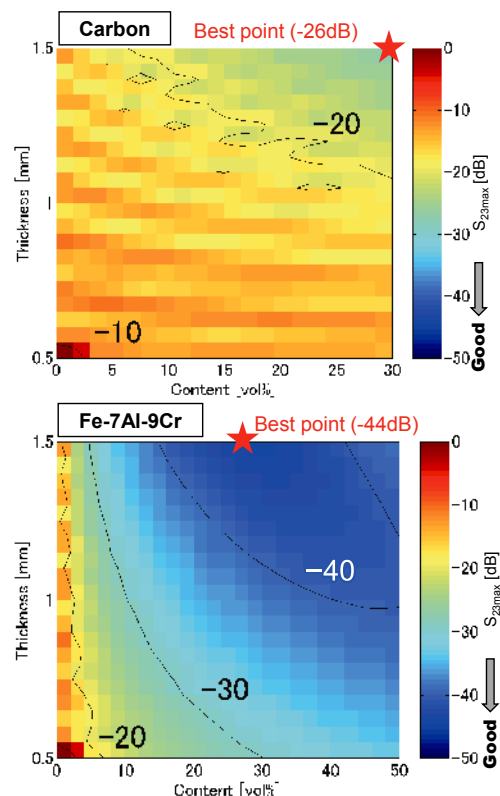 Carbon
Best point (-26dB)
1.5
1
0.5
Thickness [mm]
−20
−10
0 5 10 15 20 25 30
Content [vol%]
0
−10
−20
−30
−40
−50
S23max [dB]
Good
Fe-7Al-9Cr
Best point (-44dB)
1.5
1
0.5
Thickness [mm]
−40
−30
−20
0 10 20 30 40 50
Content [vol%]
0
−10
−20
−30
−40
−50
S23max [dB]
Good